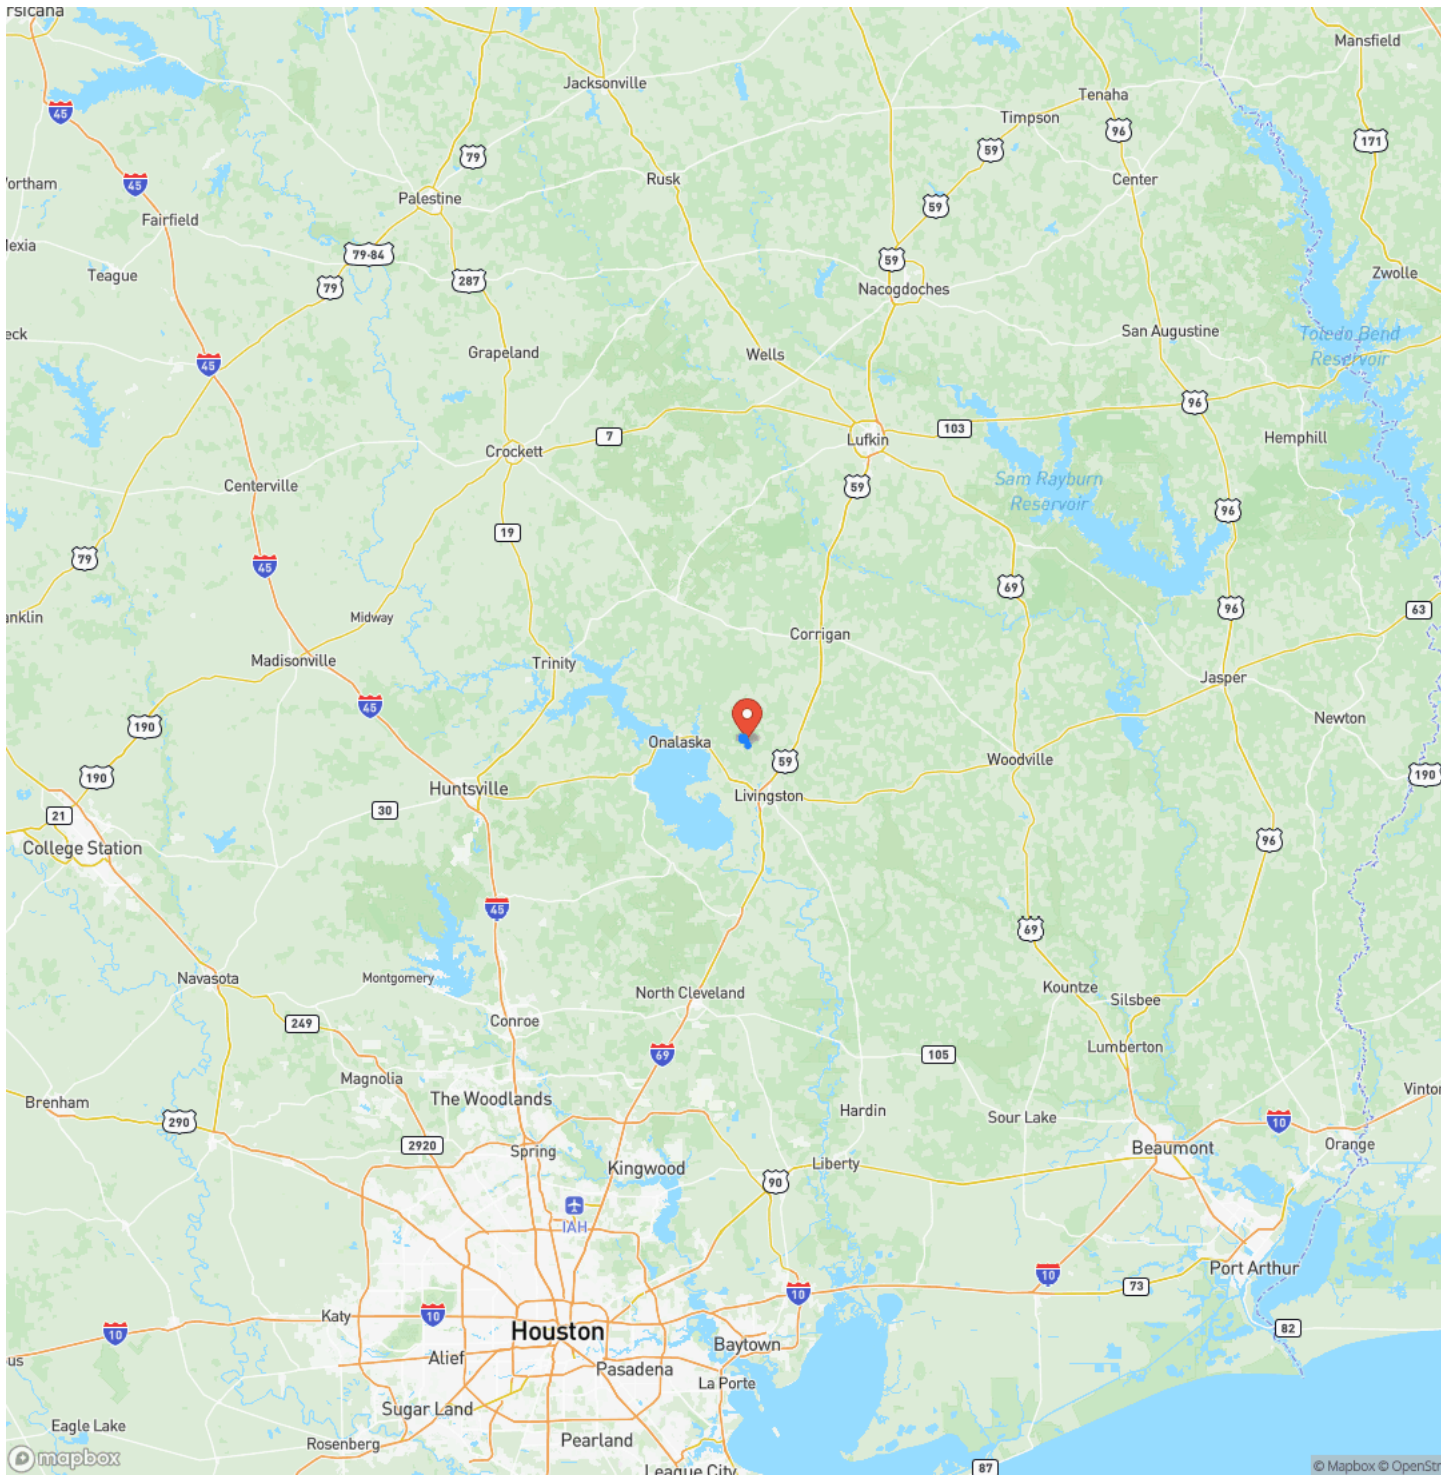 rsicana
Mansfield
Jacksonville
45
Tenaha
Timpson
96
171
59
79
Center
Rusk
ortham
45
Palestine
59
Fairfield
lexia
79-84
59
Teague
287
79
Nacogdoches
Zwolle
eck
San Augustine
Toledo Bend
Reservoir
Grapeland
Wells
45
96
7
103
Lufkin
Hemphill
Crockett
Sam Rayburn
Reservoir
Centerville
59
96
19
79
45
69
96
63
anklin
Midway
Corrigan
Madisonville
Trinity
Jasper
45
190
Newton
Onalaska
59
Woodville
190
190
Huntsville
Livingston
30
21
College Station
96
45
69
Navasota
Montgomery
Kountze
North Cleveland
Silsbee
249
Conroe
69
105
Lumberton
Magnolia
Vinton
Brenham
The Woodlands
Hardin
Sour Lake
290
10
2920
Beaumont
Orange
Spring
Kingwood
Liberty
90
IAH
Port Arthur
10
73
10
Katy
10
10
Houston
82
Baytown
ous
Alief
Pasadena
La Porte
Sugar Land
Eagle Lake
Rosenberg
Pearland
mapbox
League City
87
© Mapbox © OpenStr